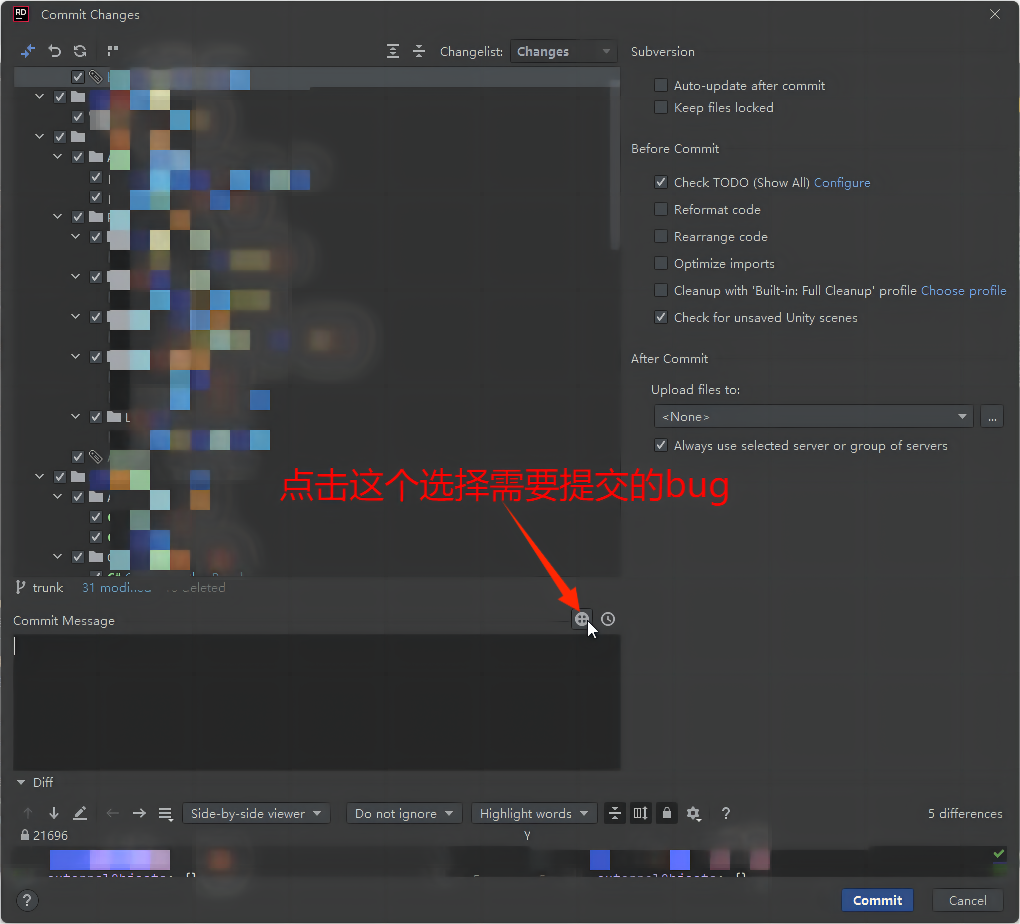 RD Commit Changes
Changelist: Changes
Subversion
Auto-update after commit
Keep files locked
Before Commit
Check TODO (Show All) Configure
Reformat code
Rearrange code
Optimize imports
Cleanup with 'Built-in: Full Cleanup' profile Choose profile
Check for unsaved Unity scenes
After Commit
Upload files to:
<None> ...
Always use selected server or group of servers
L
点击这个选择需要提交的bug
trunk 31 deleted
Commit Message
Diff
Side-by-side viewer Do not ignore Highlight words ? 5 differences
21696 Y
externalObjects: {} externalObjects: {}
? Commit Cancel